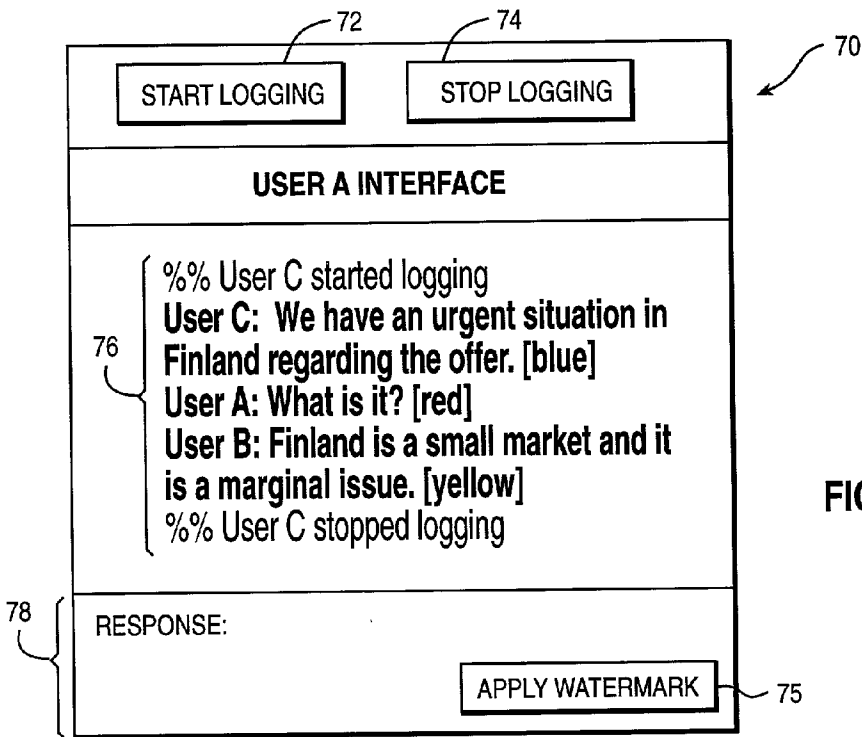 72
74
70
START LOGGING
STOP LOGGING
USER A INTERFACE
%% User C started logging
User C: We have an urgent situation in
Finland regarding the offer. [blue]
76
User A: What is it? [red]
User B: Finland is a small market and it
is a marginal issue. [yellow]
%% User C stopped logging
78
RESPONSE:
APPLY WATERMARK
75